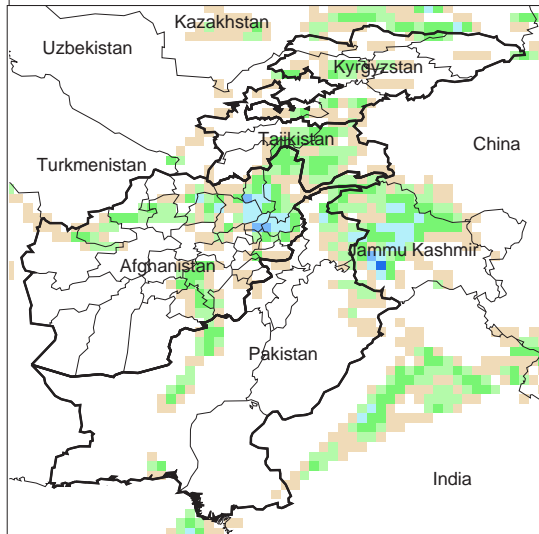 Kazakhstan
Uzbekistan
Kyrgyzstan
Tajikistan
China
Turkmenistan
Jammu Kashmir
Afghanistan
Pakistan
India